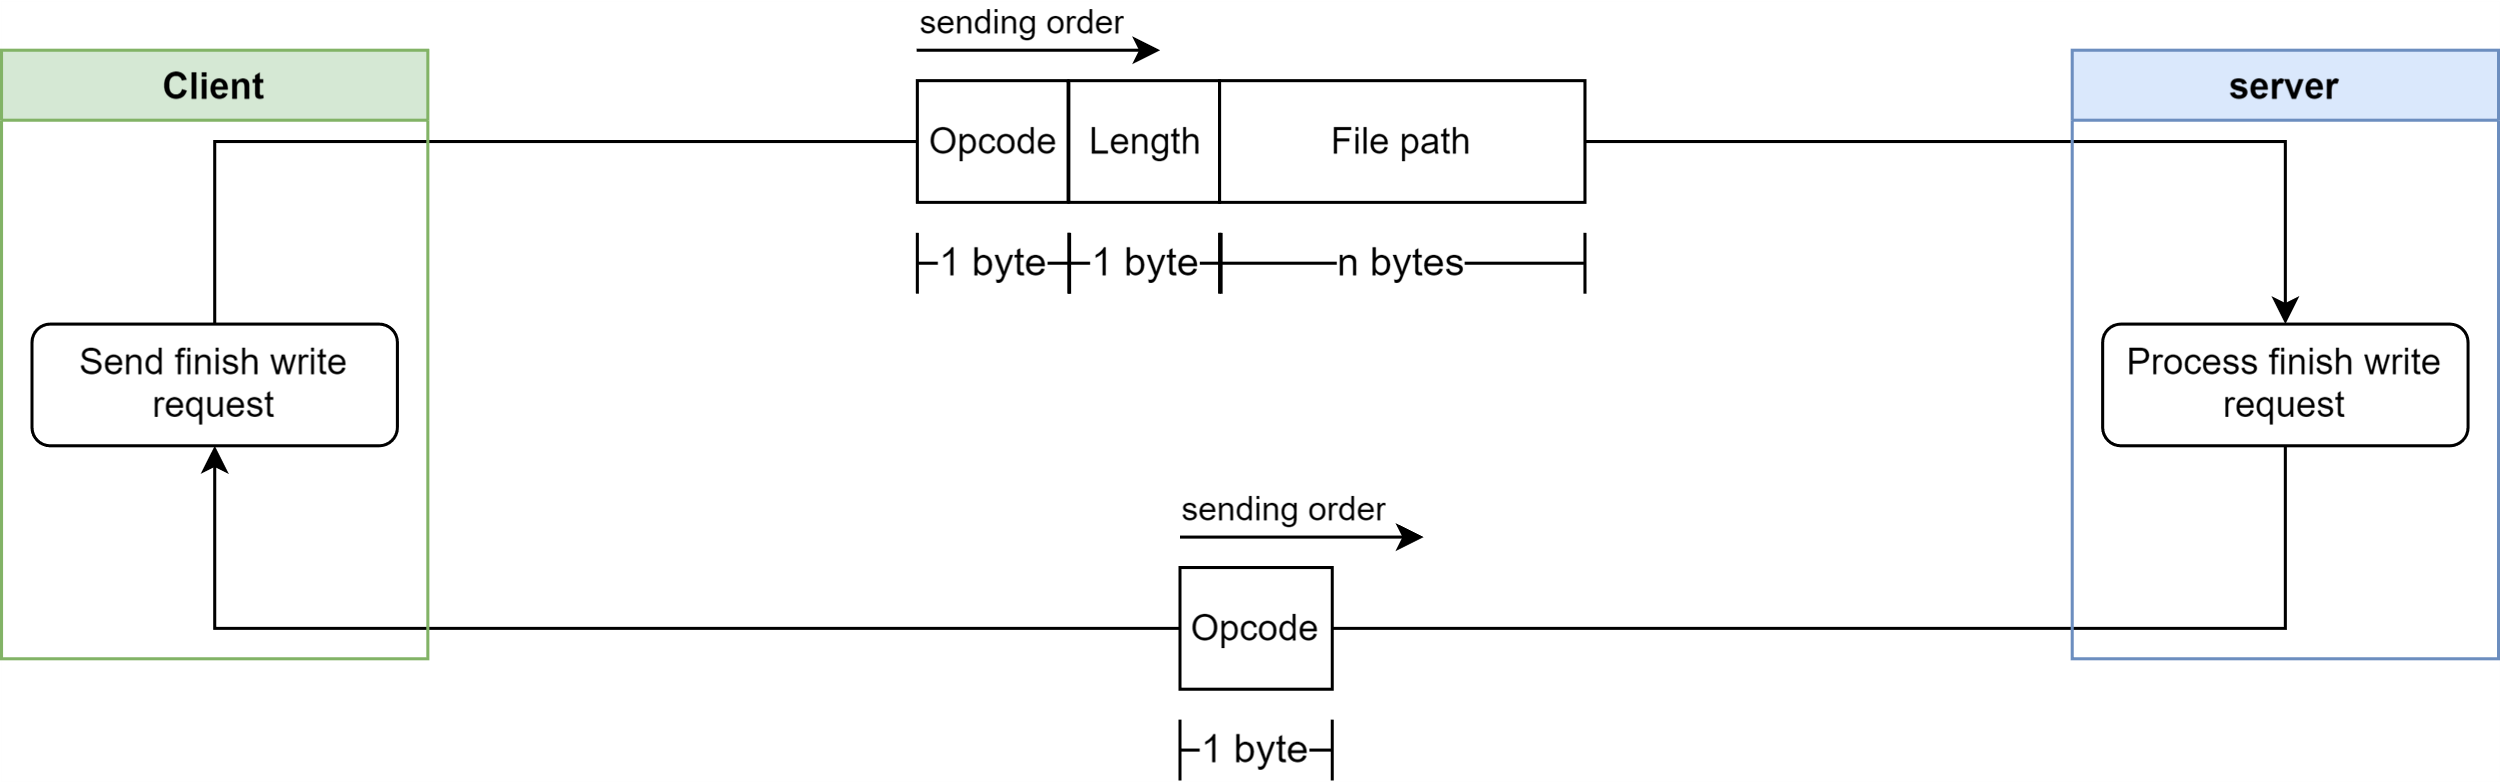 sending order
Client
server
Opcode
Length
File path
1 byte
1 byte
n bytes
Send finish write
request
Process finish write
request
sending order
Opcode
1 byte